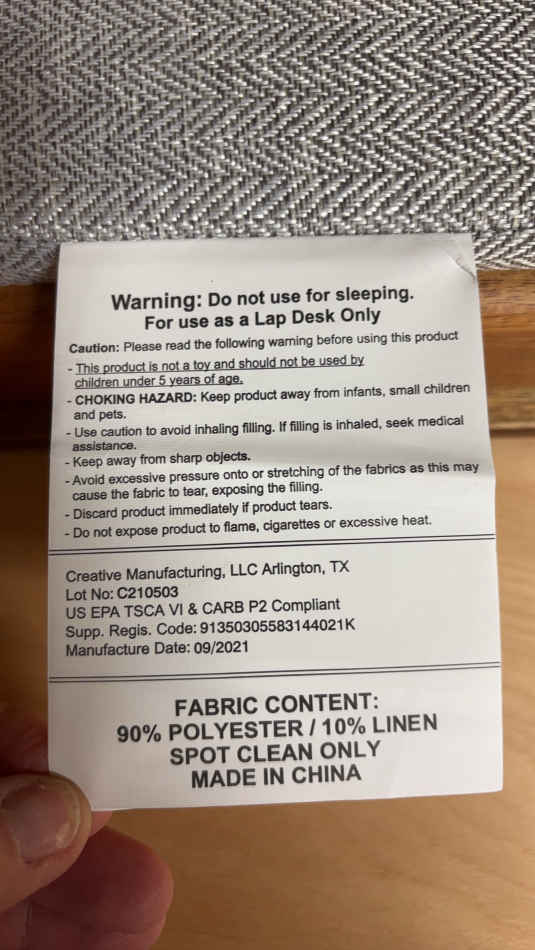 Warning: Do not use for sleeping.
For use as a Lap Desk Only
Caution: Please read the following warning before using this product
- This product is not a toy and should not be used by
children under 5 years of age.
- CHOKING HAZARD: Keep product away from infants, small children
and pets.
- Use caution to avoid inhaling filling. If filling is inhaled, seek medical
assistance.
- Keep away from sharp objects.
- Avoid excessive pressure onto or stretching of the fabrics as this may
cause the fabric to tear, exposing the filling.
- Discard product immediately if product tears.
- Do not expose product to flame, cigarettes or excessive heat.
Creative Manufacturing, LLC Arlington, TX
Lot No: C210503
US EPA TSCA VI & CARB P2 Compliant
Supp. Regis. Code: 91350305583144021K
Manufacture Date: 09/2021
FABRIC CONTENT:
90% POLYESTER / 10% LINEN
SPOT CLEAN ONLY
MADE IN CHINA